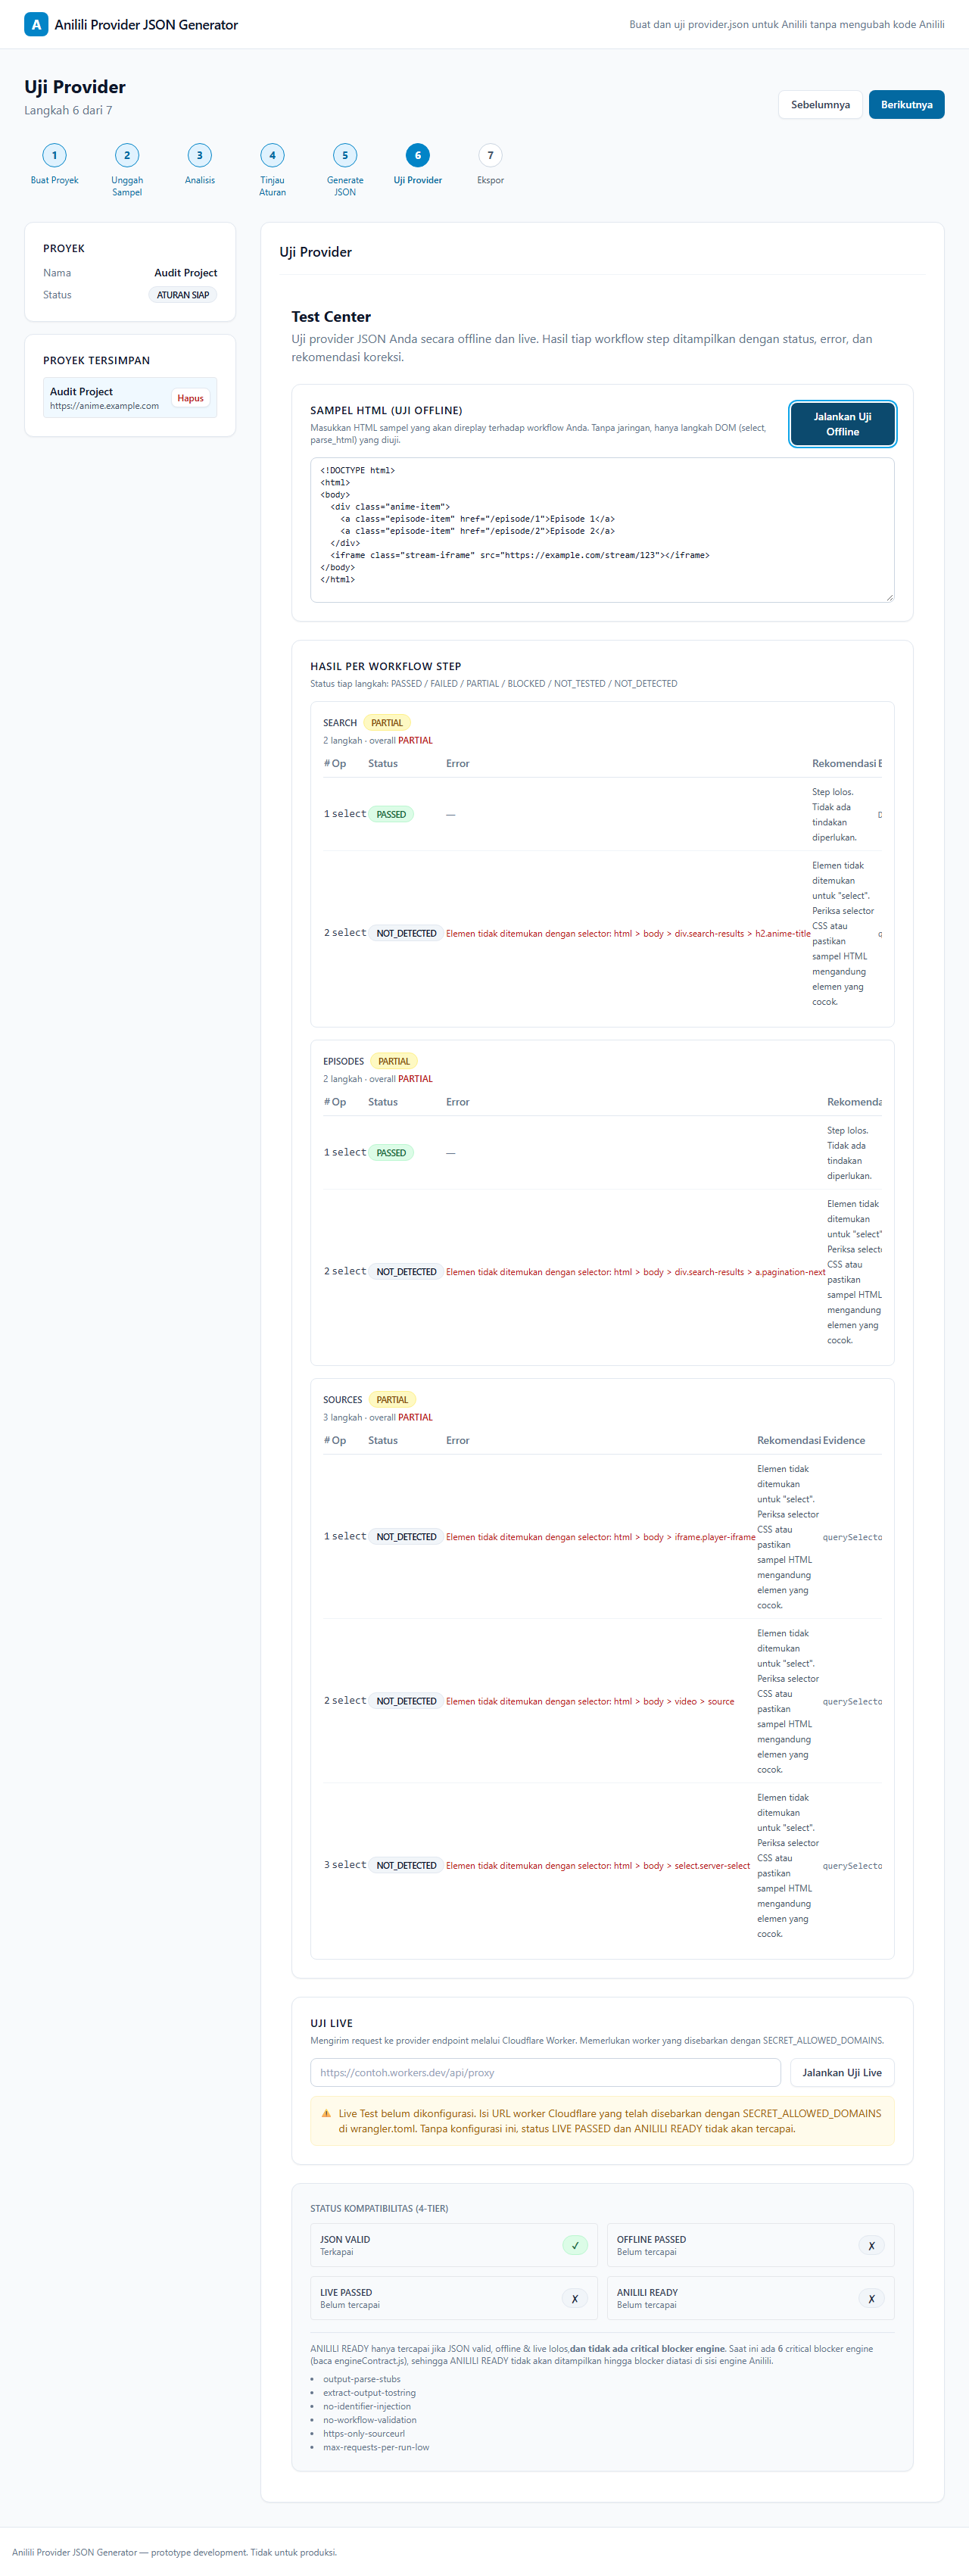 A Anilili Provider JSON Generator
Buat dan uji provider.json untuk Anilili tanpa mengubah kode Anilili
Uji Provider
Langkah 6 dari 7
Sebelumnya
Berikutnya
1
2
3
4
5
6
7
Buat Proyek
Unggah Sampel
Analisis
Tinjau Aturan
Generate JSON
Uji Provider
Ekspor
PROYEK
Nama Audit Project
Status ATURAN SIAP
PROYEK TERSIMPAN
Audit Project
https://anime.example.com
Hapus
Uji Provider
Test Center
Uji provider JSON Anda secara offline dan live. Hasil tiap workflow step ditampilkan dengan status, error, dan
rekomendasi koreksi.
SAMPEL HTML (UJI OFFLINE)
Masukkan HTML sampel yang akan direplay terhadap workflow Anda. Tanpa jaringan, hanya langkah DOM (select,
parse_html) yang diuji.
Jalankan Uji
Offline
<!DOCTYPE html>
<html>
<body>
<div class="anime-item">
<a class="episode-item" href="/episode/1">Episode 1</a>
<a class="episode-item" href="/episode/2">Episode 2</a>
</div>
<iframe class="stream-iframe" src="https://example.com/stream/123"></iframe>
</body>
</html>
HASIL PER WORKFLOW STEP
Status tiap langkah: PASSED / FAILED / PARTIAL / BLOCKED / NOT_TESTED / NOT_DETECTED
SEARCH PARTIAL
2 langkah · overall PARTIAL
# Op Status Error Rekomendasi E
1 select PASSED —
Step lolos.
Tidak ada
tindakan
diperlukan.
2 select NOT_DETECTED Elemen tidak ditemukan dengan selector: html > body > div.search-results > h2.anime-title
Elemen tidak
ditemukan
untuk "select".
Periksa selector
CSS atau
pastikan
sampel HTML
mengandung
elemen yang
cocok.
EPISODES PARTIAL
2 langkah · overall PARTIAL
# Op Status Error Rekomenda
1 select PASSED —
Step lolos.
Tidak ada
tindakan
diperlukan.
2 select NOT_DETECTED Elemen tidak ditemukan dengan selector: html > body > div.search-results > a.pagination-next
Elemen tidak
ditemukan
untuk "select"
Periksa select
CSS atau
pastikan
sampel HTML
mengandung
elemen yang
cocok.
SOURCES PARTIAL
3 langkah · overall PARTIAL
# Op Status Error Rekomendasi Evidence
1 select NOT_DETECTED Elemen tidak ditemukan dengan selector: html > body > iframe.player-iframe
Elemen tidak
ditemukan
untuk "select".
Periksa selector
CSS atau
pastikan
sampel HTML
mengandung
elemen yang
cocok.
querySelecto
2 select NOT_DETECTED Elemen tidak ditemukan dengan selector: html > body > video > source
Elemen tidak
ditemukan
untuk "select".
Periksa selector
CSS atau
pastikan
sampel HTML
mengandung
elemen yang
cocok.
querySelecto
3 select NOT_DETECTED Elemen tidak ditemukan dengan selector: html > body > select.server-select
Elemen tidak
ditemukan
untuk "select".
Periksa selector
CSS atau
pastikan
sampel HTML
mengandung
elemen yang
cocok.
querySelecto
UJI LIVE
Mengirim request ke provider endpoint melalui Cloudflare Worker. Memerlukan worker yang disebarkan dengan SECRET_ALLOWED_DOMAINS.
https://contoh.workers.dev/api/proxy
Jalankan Uji Live
Live Test belum dikonfigurasi. Isi URL worker Cloudflare yang telah disebarkan dengan SECRET_ALLOWED_DOMAINS
di wrangler.toml. Tanpa konfigurasi ini, status LIVE PASSED dan ANILILI READY tidak akan tercapai.
STATUS KOMPATIBILITAS (4-TIER)
JSON VALID
Terkapai
✓
OFFLINE PASSED
Belum tercapai
✗
LIVE PASSED
Belum tercapai
✗
ANILILI READY
Belum tercapai
✗
ANILILI READY hanya tercapai jika JSON valid, offline & live lolos,dan tidak ada critical blocker engine. Saat ini ada 6 critical blocker engine
(baca engineContract.js), sehingga ANILILI READY tidak akan ditampilkan hingga blocker diatasi di sisi engine Anilili.
• output-parse-stubs
• extract-output-tostring
• no-identifier-injection
• no-workflow-validation
• https-only-sourceurl
• max-requests-per-run-low
Anilili Provider JSON Generator — prototype development. Tidak untuk produksi.